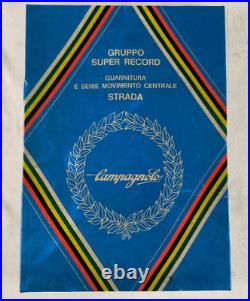 GRUPPO
SUPER RECORD
GUARNITURA
E SERIE MOVIMENTO CENTRALE
STRADA
Campagnolo